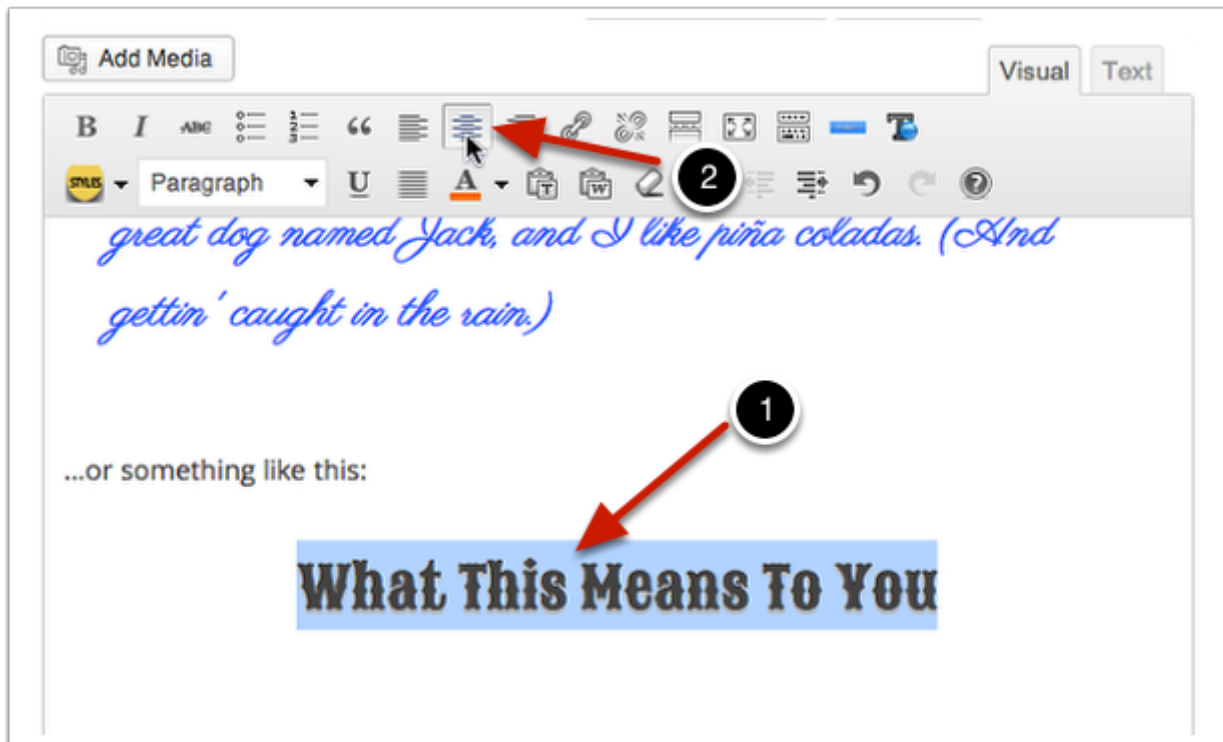 Add Media
Visual Text
B I ABC
STYLES Paragraph U A T W
2
great dog named Jack, and I like piña coladas. (And
gettin' caught in the rain.)
1
...or something like this:
What This Means To You